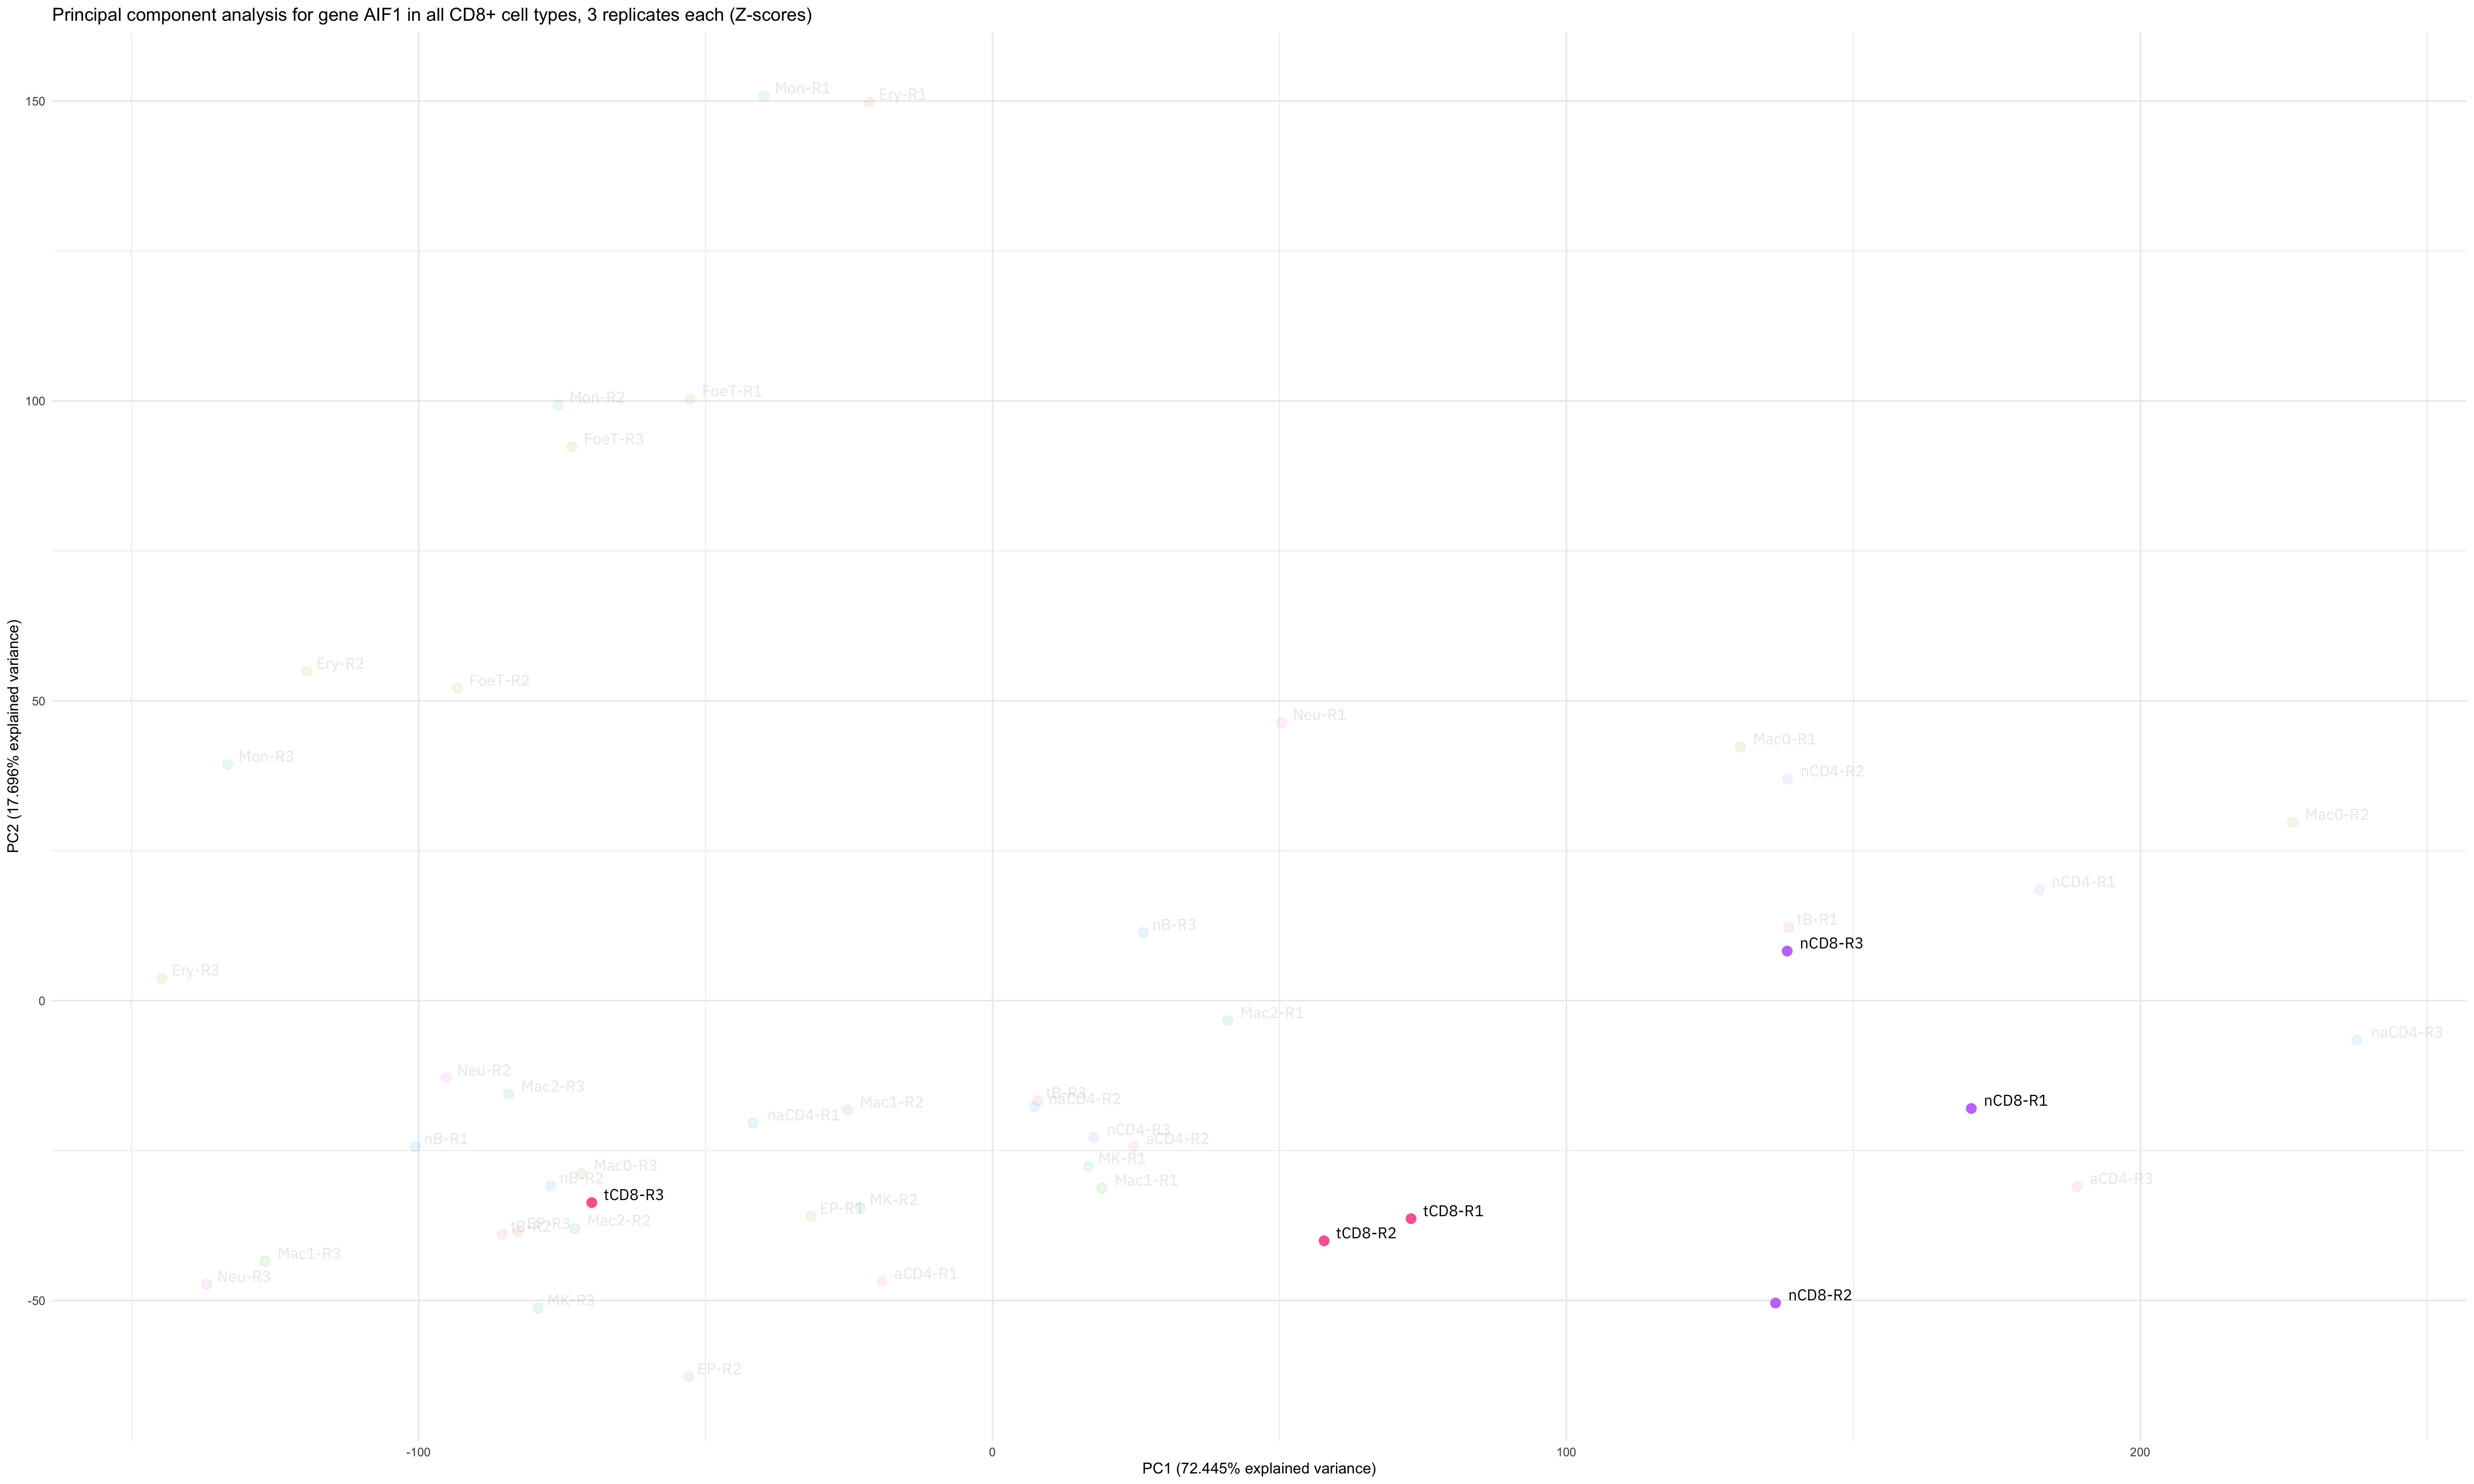 Principal component analysis for gene AIF1 in all CD8+ cell types, 3 replicates each (Z-scores)
Mon-R1
Ery-R1
150
FoeT-R1
Mon-R2
100
FoeT-R3
Ery-R2
FoeT-R2
50
Neu-R1
Mac0-R1
Mon-R3
nCD4-R2
Mac0-R2
nCD4-R1
tB-R1
nB-R3
nCD8-R3
PC2 (17.696% explained variance)
Ery-R3
0
Mac2-R1
naCD4-R3
Neu-R2
Mac2-R3
tB-R3
naCD4-R2
nCD8-R1
Mac1-R2
naCD4-R1
nCD4-R3
aCD4-R2
nB-R1
MK-R1
Mac0-R3
nB-R2
Mac1-R1
aCD4-R3
tCD8-R3
MK-R2
EP-R1
tCD8-R1
Mac2-R2
EP-R3
tB-R2
tCD8-R2
Mac1-R3
aCD4-R1
Neu-R3
nCD8-R2
MK-R3
-50
EP-R2
-100
0
100
200
PC1 (72.445% explained variance)